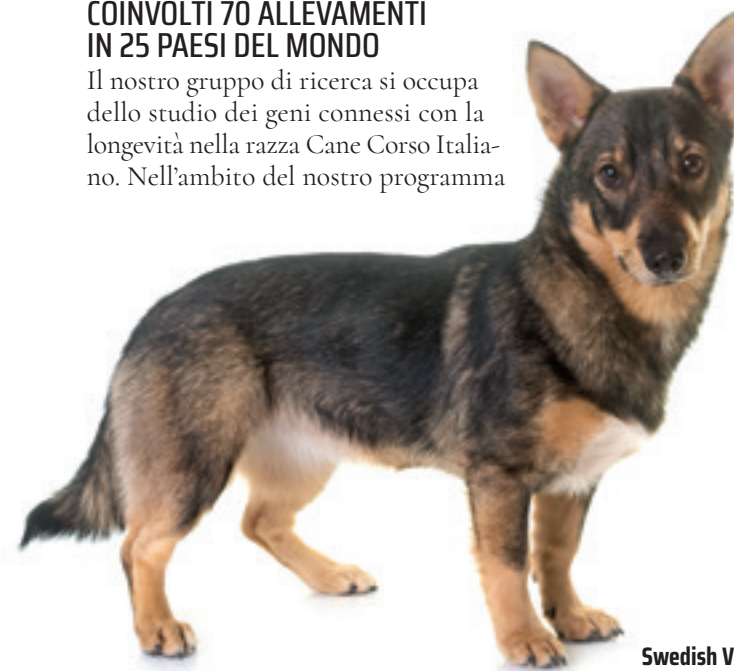 COINVOLTI 70 ALLEVAMENTI
IN 25 PAESI DEL MONDO
Il nostro gruppo di ricerca si occupa
dello studio dei geni connessi con la
longevità nella razza Cane Corso Italia-
no. Nell’ambito del nostro programma
Swedish V